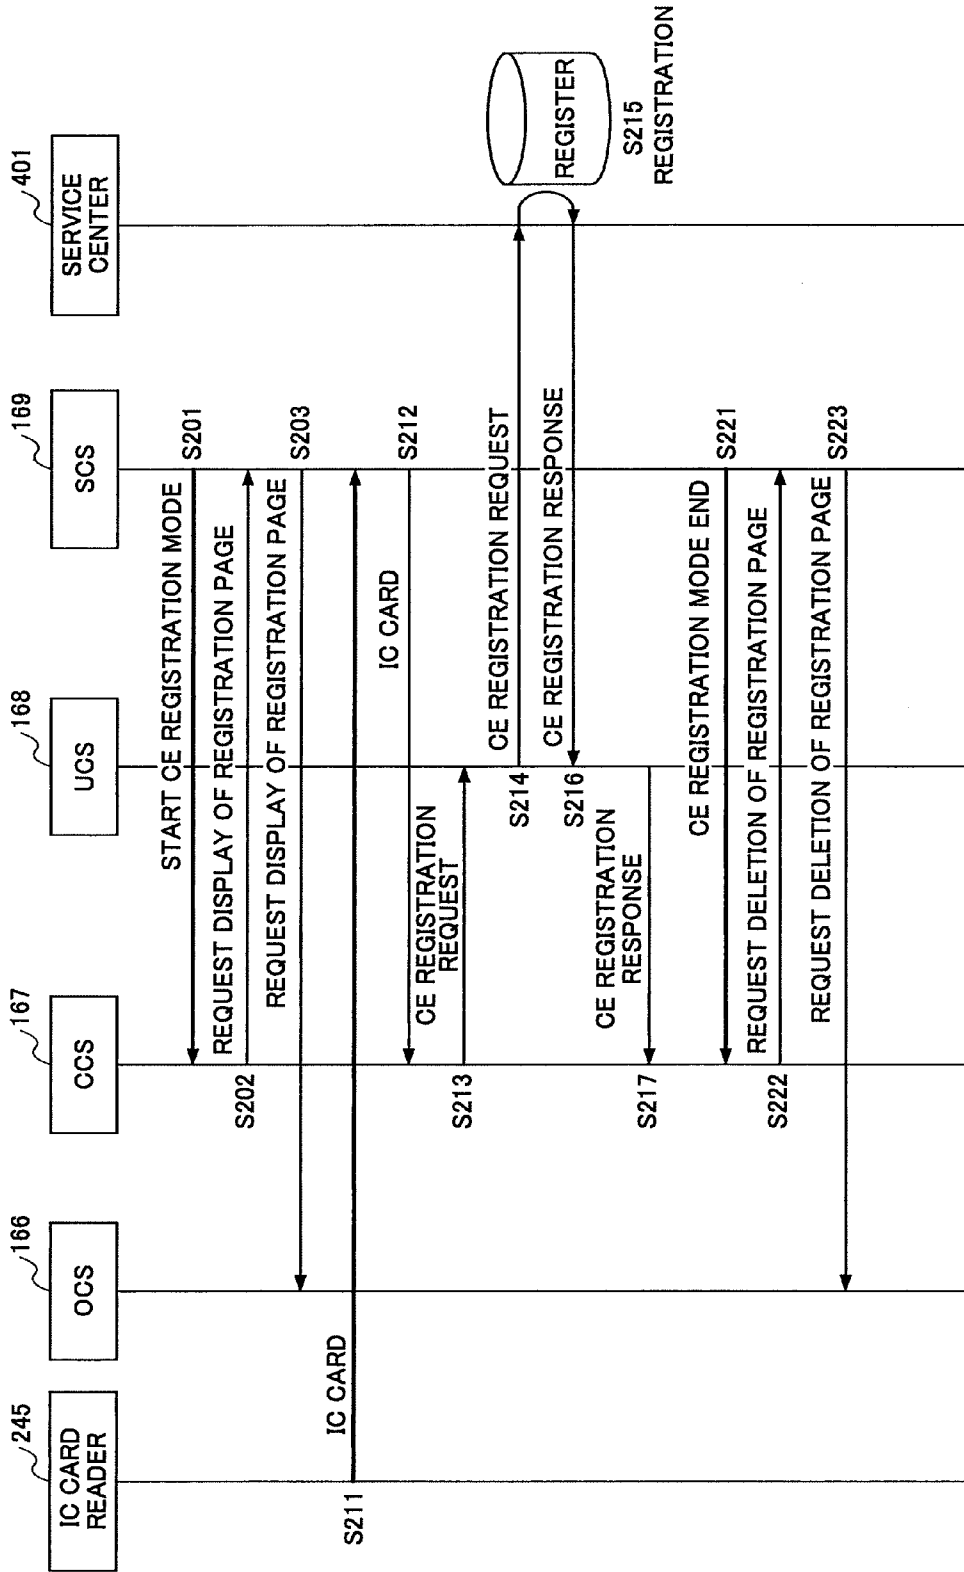 245
IC CARD
READER
166
OCS
167
CCS
168
UCS
169
SCS
401
SERVICE
CENTER
START CE REGISTRATION MODE
S201
S202
REQUEST DISPLAY OF REGISTRATION PAGE
REQUEST DISPLAY OF REGISTRATION PAGE
S203
S211
IC CARD
IC CARD
S212
S213
CE REGISTRATION
REQUEST
S214
CE REGISTRATION REQUEST
REGISTER
S215
REGISTRATION
S216
CE REGISTRATION RESPONSE
S217
CE REGISTRATION
RESPONSE
CE REGISTRATION MODE END
S221
S222
REQUEST DELETION OF REGISTRATION PAGE
REQUEST DELETION OF REGISTRATION PAGE
S223